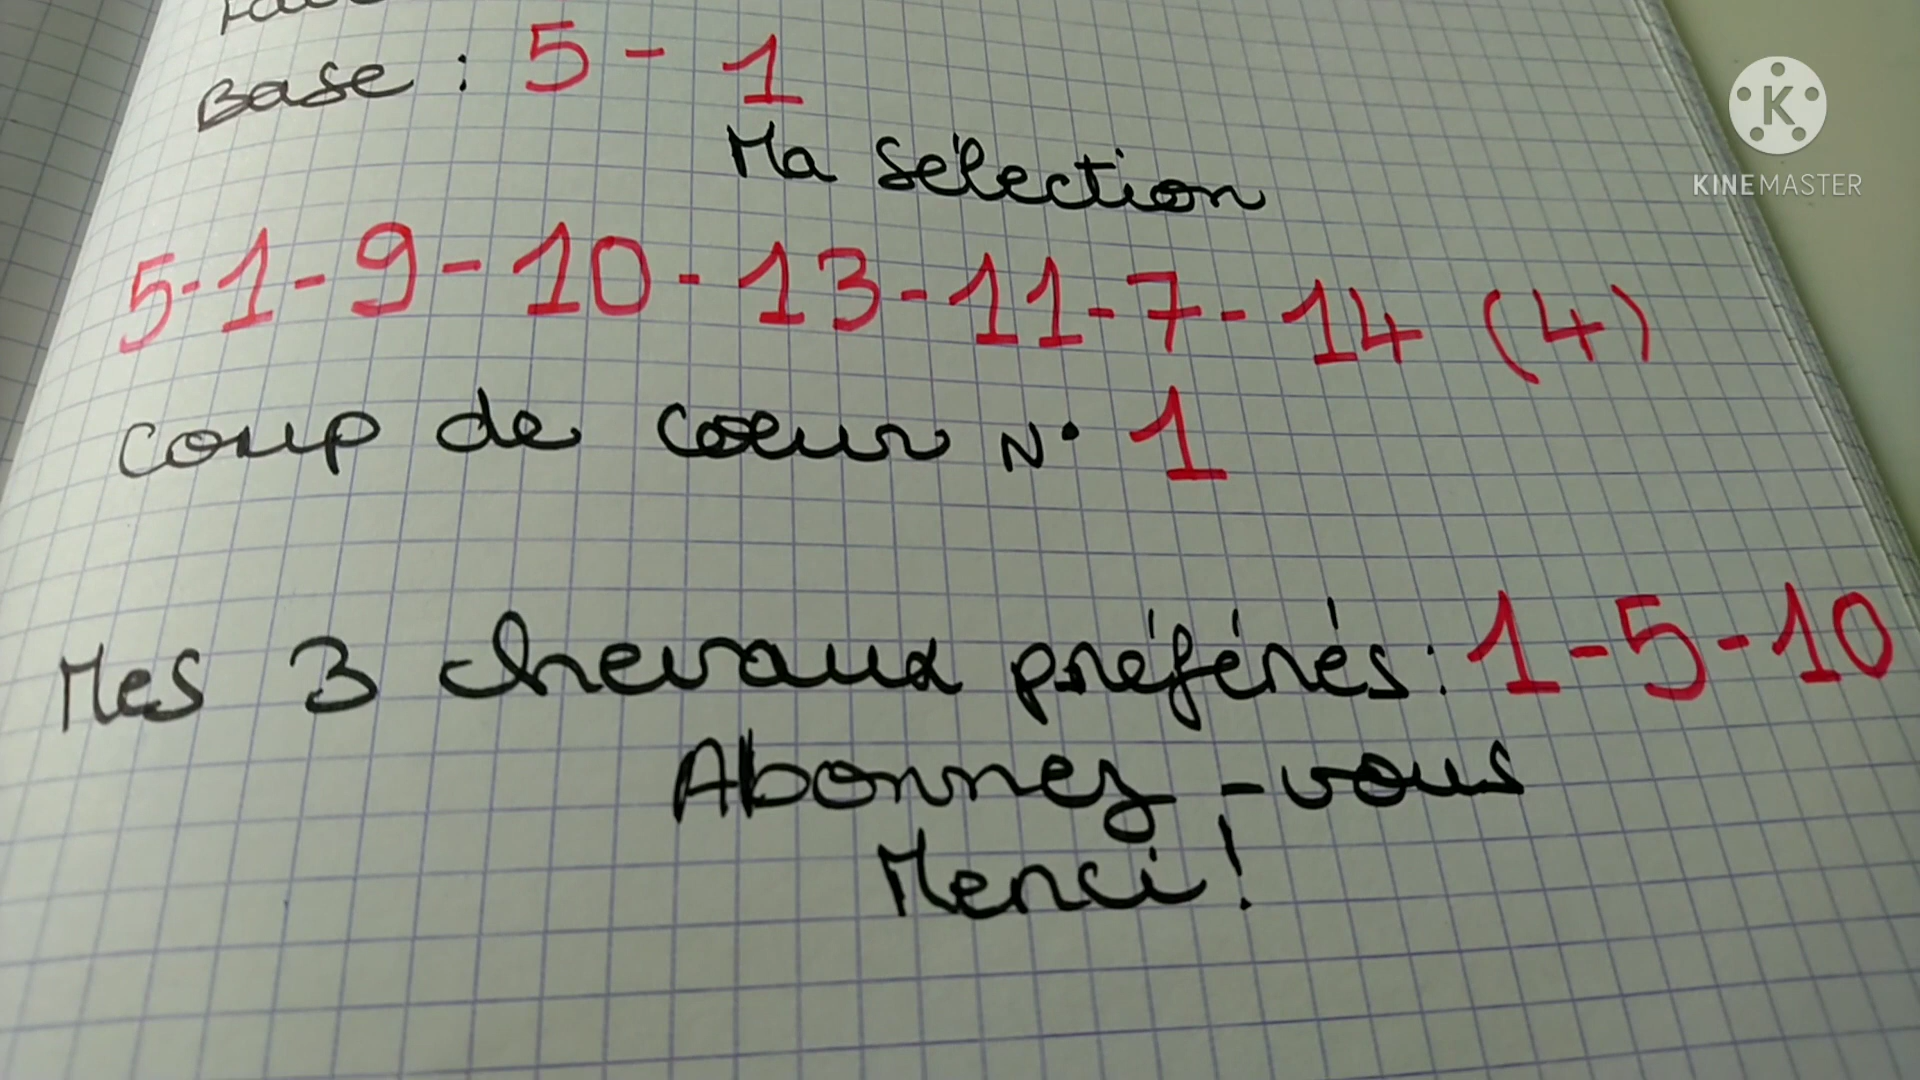 Base : 5 - 1
Ma sélection
5-1-9-10-13-11-7-14 (4)
coup de coeur N° 1
Mes 3 chevaux préférés: 1-5-10
Abonnez-vous
Merci !
K
KINEMASTER